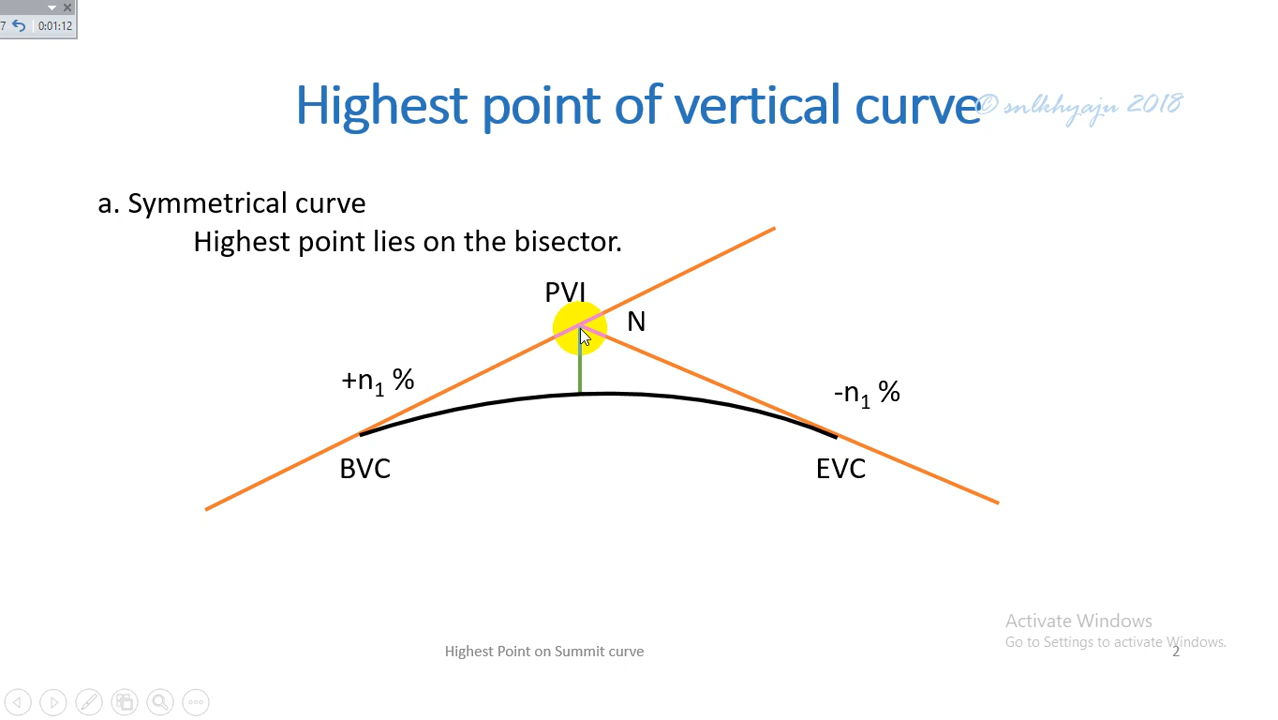 7 0:01:12
Highest point of vertical curve
© snlkhyaju 2018
a. Symmetrical curve
Highest point lies on the bisector.
PVI
N
+n₁ %
-n₁ %
BVC
EVC
Activate Windows
Go to Settings to activate Windows.
Highest Point on Summit curve
2